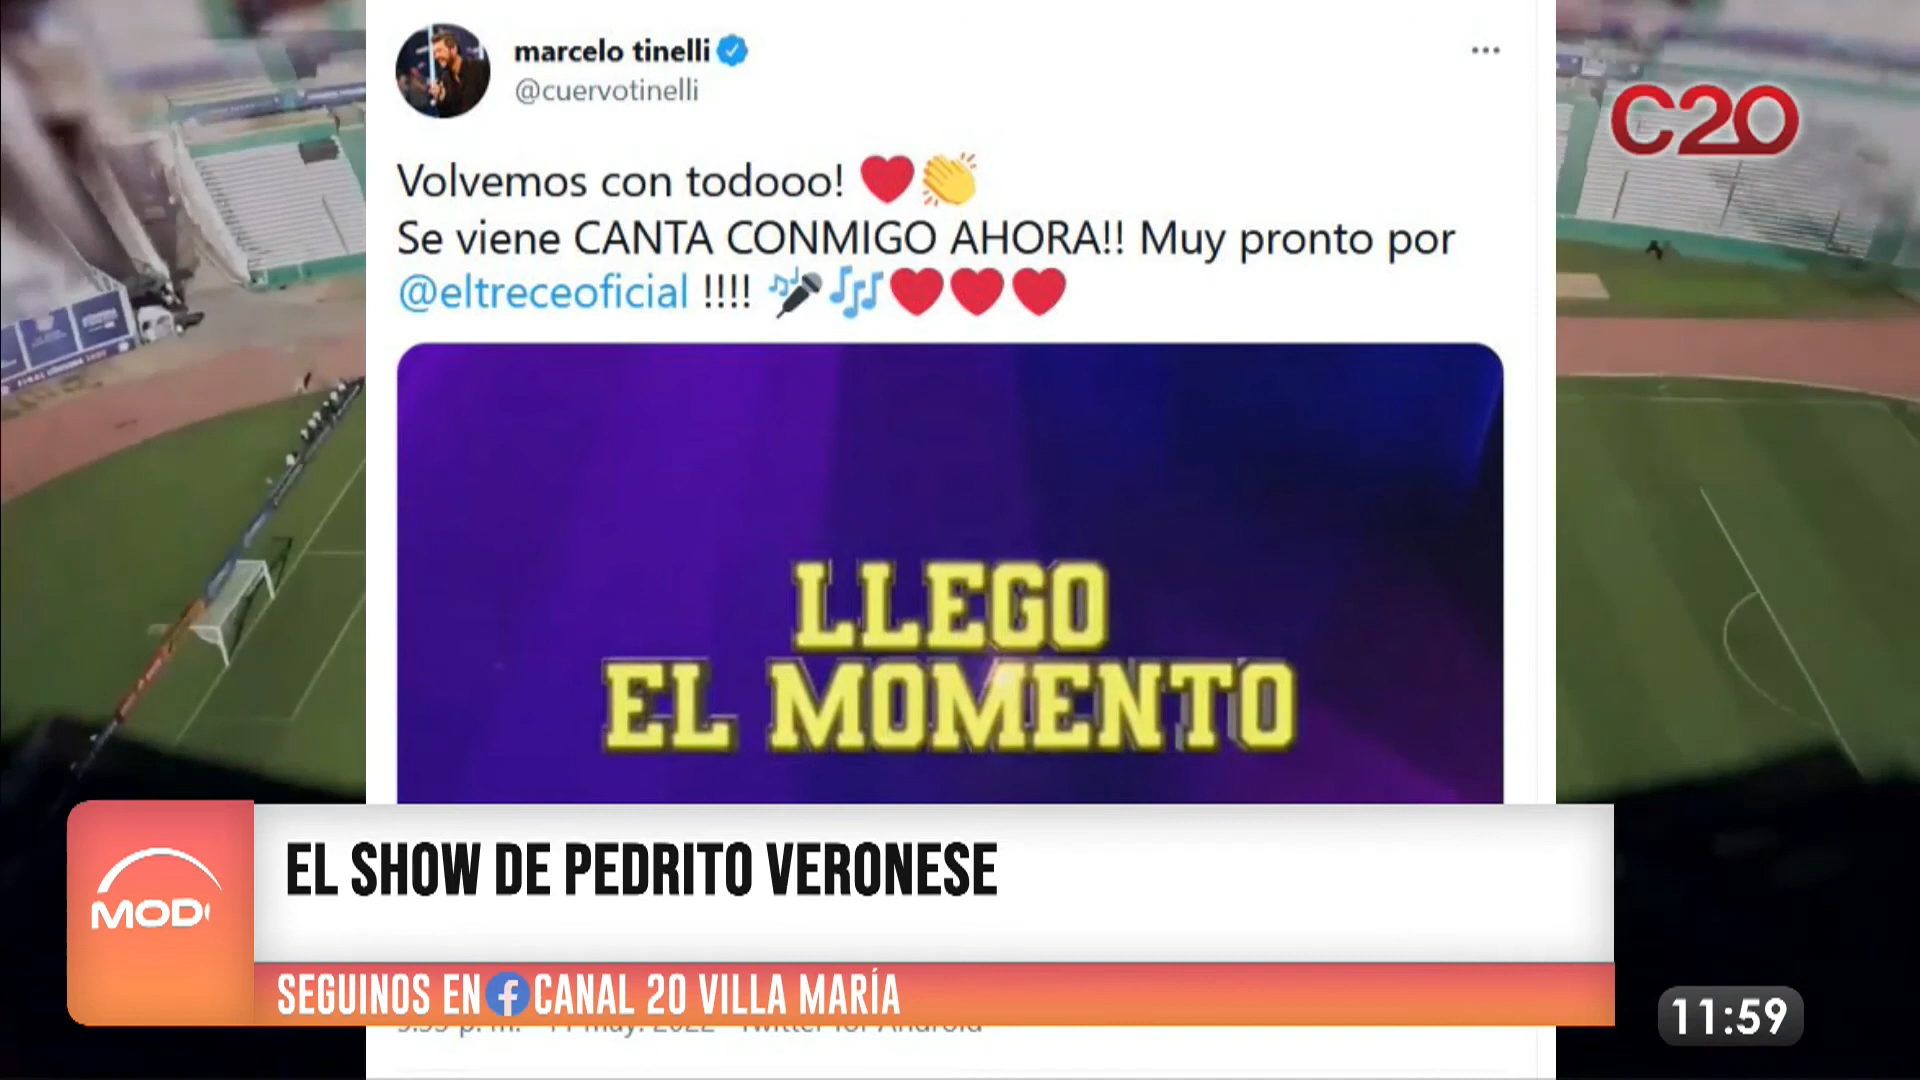 marcelo tinelli
@cuervotinelli
C20
Volvemos con todooo! ❤️👏
Se viene CANTA CONMIGO AHORA!! Muy pronto por
@eltreceoficial !!!! 🎤🎶❤️❤️❤️
LLEGO
EL MOMENTO
EL SHOW DE PEDRITO VERONESE
MOD
SEGUINOS EN CANAL 20 VILLA MARÍA
11:59